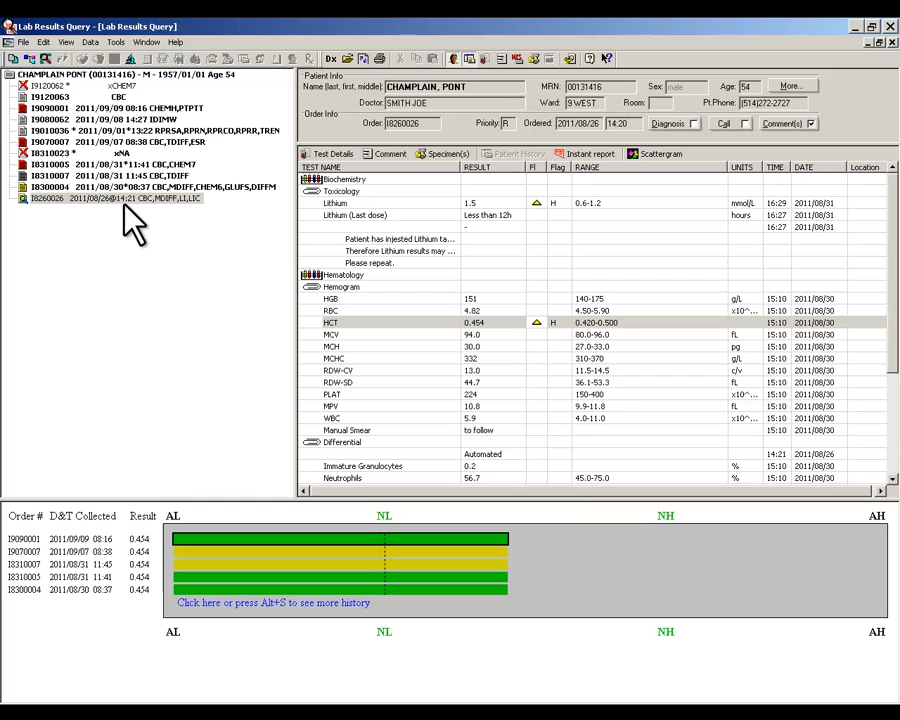 Lab Results Query - [Lab Results Query]
File Edit View Data Tools Window Help
CHAMPLAIN PONT (00131416) - M - 1957/01/01 Age 54
I9120062 * xCHEM7
I9120063 CBC
I9090001 2011/09/09 08:16 CHEMH,PTPTT
I9080062 2011/09/08 14:27 IDIMW
I9010036 * 2011/09/01*13:22 RPRSA,RPRN,RPRCO,RPRR,TREN
I9070007 2011/09/07 08:38 CBC,TDIFF,ESR
I8310023 * xNA
I8310005 2011/08/31*11:41 CBC,CHEM7
I8310007 2011/08/31 11:45 CBC,TDIFF
I8300004 2011/08/30*08:37 CBC,MDIFF,CHEM6,GLUFS,DIFFM
I8260026 2011/08/26@14:21 CBC,MDIFF,LI,LIC
Patient Info
Name (last, first, middle): CHAMPLAIN, PONT MRN: 00131416 Sex: male Age: 54 More...
Doctor: SMITH JOE Ward: 9 WEST Room: Pt.Phone: (514)272-2727
Order Info
Order: I8260026 Priority: R Ordered: 2011/08/26 14:20 Diagnosis Call Comment(s)
Test Details Comment Specimen(s) Patient History Instant report Scattergram
TEST NAME RESULT Fl Flag RANGE UNITS TIME DATE Location
Biochemistry
Toxicology
Lithium 1.5 H 0.6-1.2 mmol/L 16:29 2011/08/31
Lithium (Last dose) Less than 12h hours 16:27 2011/08/31
- 16:27 2011/08/31
Patient has injected Lithium ta...
Therefore Lithium results may ...
Please repeat.
Hematology
Hemogram
HGB 151 140-175 g/L 15:10 2011/08/30
RBC 4.82 4.50-5.90 x10^... 15:10 2011/08/30
HCT 0.454 H 0.420-0.500 15:10 2011/08/30
MCV 94.0 80.0-96.0 fL 15:10 2011/08/30
MCH 30.0 27.0-33.0 pg 15:10 2011/08/30
MCHC 332 310-370 g/L 15:10 2011/08/30
RDW-CV 13.0 11.5-14.5 c/v 15:10 2011/08/30
RDW-SD 44.7 36.1-53.3 fL 15:10 2011/08/30
PLAT 224 150-400 x10^... 15:10 2011/08/30
MPV 10.8 9.9-11.8 fL 15:10 2011/08/30
WBC 9.2 4.0-11.0 x10^... 15:10 2011/08/30
Manual Smear to follow 15:10 2011/08/30
Differential
Automated 14:21 2011/08/26
Immature Granulocytes 0.2 % 15:10 2011/08/30
Neutrophils 56.7 45.0-75.0 % 15:10 2011/08/30
Order # D&T Collected Result AL NL NH AH
I9090001 2011/09/09 08:16 0.454
I9070007 2011/09/07 08:38 0.454
I8310007 2011/08/31 11:45 0.454
I8310005 2011/08/31 11:41 0.454
I8300004 2011/08/30 08:37 0.454
Click here or press Alt+S to see more history
AL NL NH AH